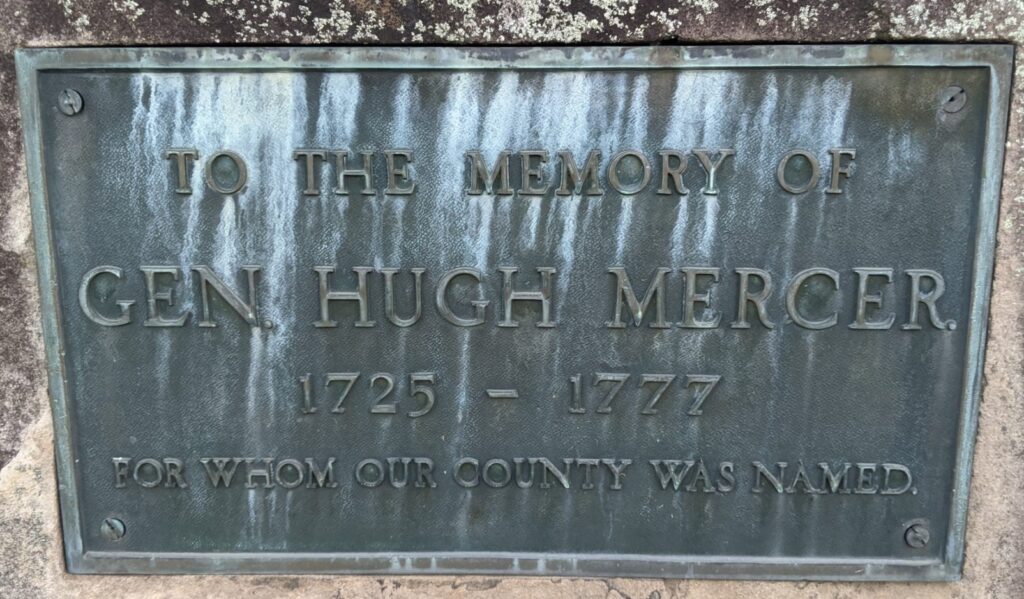 TO THE MEMORY OF
GEN. HUGH MERCER.
1725 - 1777
FOR WHOM OUR COUNTY WAS NAMED.